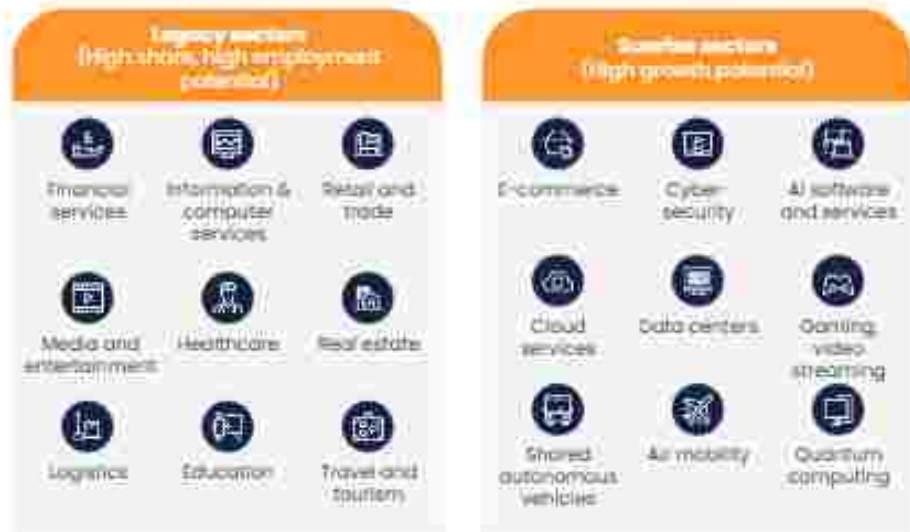 Legacy sectors
(High share, high employment
potential)
Financial
services
Information &
computer
services
Retail and
trade
Media and
entertainment
Healthcare
Real estate
Logistics
Education
Travel and
tourism
Sunrise sectors
(High growth potential)
E-commerce
Cyber-
security
AI software
and services
Cloud
services
Data centers
Gaming,
video
streaming
Shared
autonomous
vehicles
Air mobility
Quantum
computing